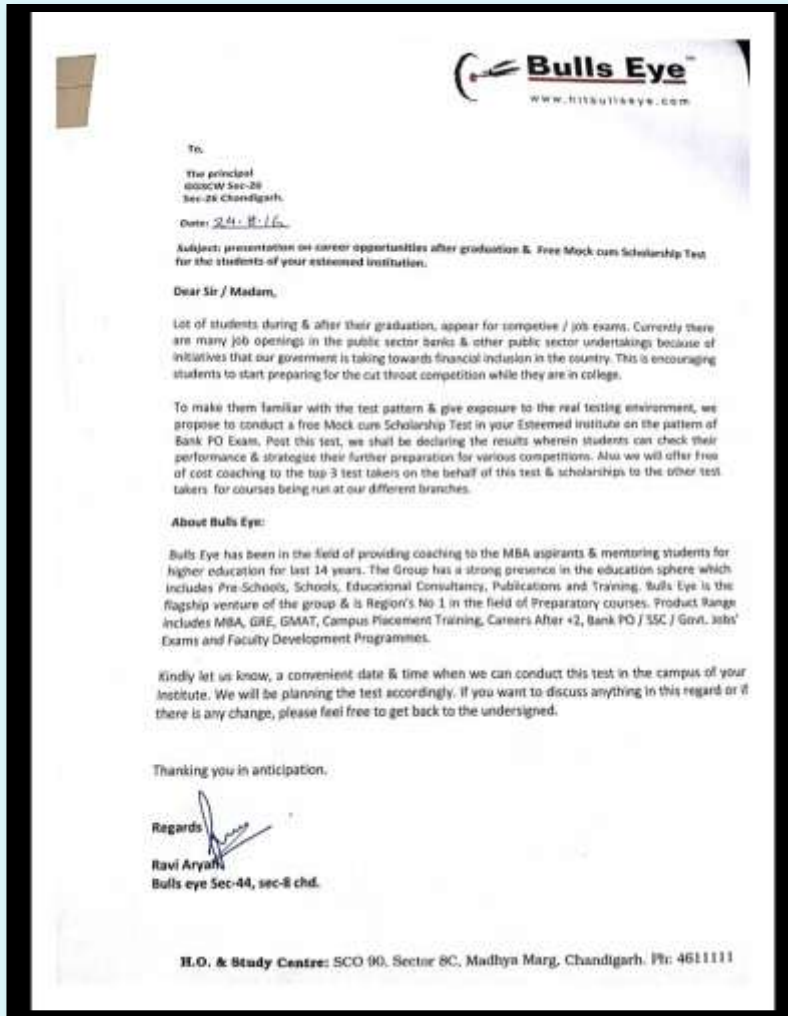 Bulls Eye™
www.hitbullseye.com
To,
The principal
GGSCW Sec-26
Sec-26 Chandigarh.
Date: 24.8.16
Subject: presentation on career opportunities after graduation & Free Mock cum Scholarship Test
for the students of your esteemed institution.
Dear Sir / Madam,
Lot of students during & after their graduation, appear for competive / job exams. Currently there
are many job openings in the public sector banks & other public sector undertakings because of
initiatives that our goverment is taking towards financial inclusion in the country. This is encouraging
students to start preparing for the cut throat competition while they are in college.
To make them familiar with the test pattern & give exposure to the real testing environment, we
propose to conduct a free Mock cum Scholarship Test in your Esteemed institute on the pattern of
Bank PO Exam. Post this test, we shall be declaring the results wherein students can check their
performance & strategize their further preparation for various competitions. Also we will offer free
of cost coaching to the top 3 test takers on the behalf of this test & scholarships to the other test
takers for courses being run at our different branches.
About Bulls Eye:
Bulls Eye has been in the field of providing coaching to the MBA aspirants & mentoring students for
higher education for last 14 years. The Group has a strong presence in the education sphere which
includes Pre-Schools, Schools, Educational Consultancy, Publications and Training. Bulls Eye is the
flagship venture of the group & is Region's No 1 in the field of Preparatory courses. Product Range
includes MBA, GRE, GMAT, Campus Placement Training, Careers After +2, Bank PO / SSC / Govt. Jobs'
Exams and Faculty Development Programmes.
Kindly let us know, a convenient date & time when we can conduct this test in the campus of your
Institute. We will be planning the test accordingly. If you want to discuss anything in this regard or if
there is any change, please feel free to get back to the undersigned.
Thanking you in anticipation.
Regards
Ravi Aryan
Bulls eye Sec-44, sec-8 chd.
H.O. & Study Centre: SCO 90, Sector 8C, Madhya Marg, Chandigarh. Ph: 4611111